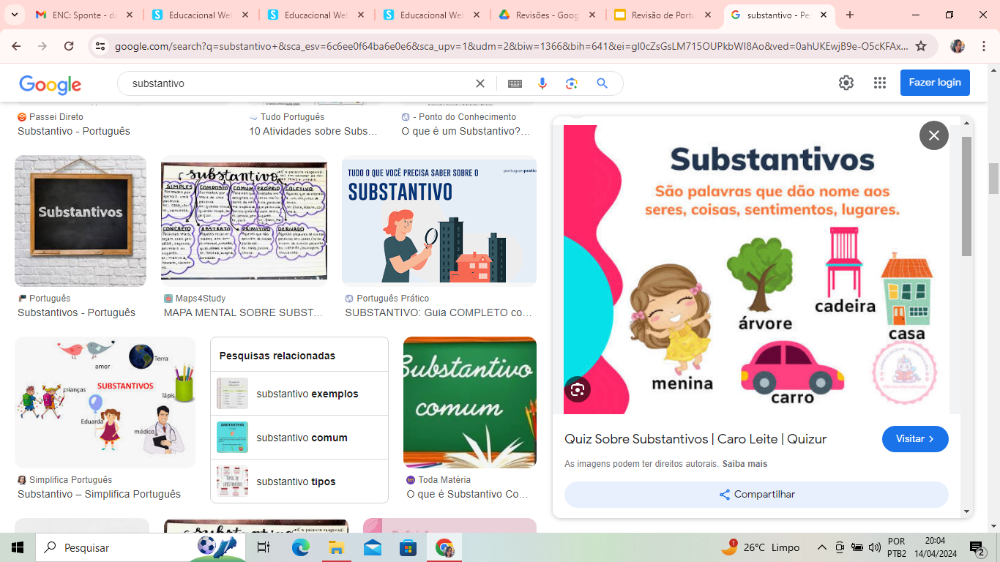 ENC: Sponte - da
Educacional Web
Educacional Web
Educacional Web
Revisões - Goog
Revisão de Portu
substantivo - Pes
google.com/search?q=substantivo+&sca_esv=6c6ee0f64ba6e0e6&sca_upv=1&udm=2&biw=1366&bih=641&ei=gI0cZsGsLM715OUPkbWI8Ao&ved=0ahUKEwjB9e-O5cKFAx...
Google
substantivo
Fazer login
Passei Direto
Substantivo - Português
Tudo Português
10 Atividades sobre Subs...
- Ponto do Conhecimento
O que é um Substantivo?...
Substantivos
Português
Substantivos - Português
substantivo
SIMPLES
COMPOSTO
COMUM
PRÓPRIO
COLETIVO
CONCRETO
ABSTRATO
PRIMITIVO
DERIVADO
Maps4Study
MAPA MENTAL SOBRE SUBST...
TUDO O QUE VOCÊ PRECISA SABER SOBRE O
portuguesprático
SUBSTANTIVO
Português Prático
SUBSTANTIVO: Guia COMPLETO co...
amor
Terra
crianças
SUBSTANTIVOS
lápis
Eduarda
médico
Simplifica Português
Substantivo – Simplifica Português
Pesquisas relacionadas
substantivo exemplos
substantivo comum
substantivo tipos
Substantivo
comum
Toda Matéria
O que é Substantivo Co...
Substantivos
São palavras que dão nome aos
seres, coisas, sentimentos, lugares.
árvore
cadeira
casa
menina
carro
Quiz Sobre Substantivos | Caro Leite | Quizur
Visitar
As imagens podem ter direitos autorais. Saiba mais
Compartilhar
Pesquisar
26°C Limpo
POR
PTB2
20:04
14/04/2024
2